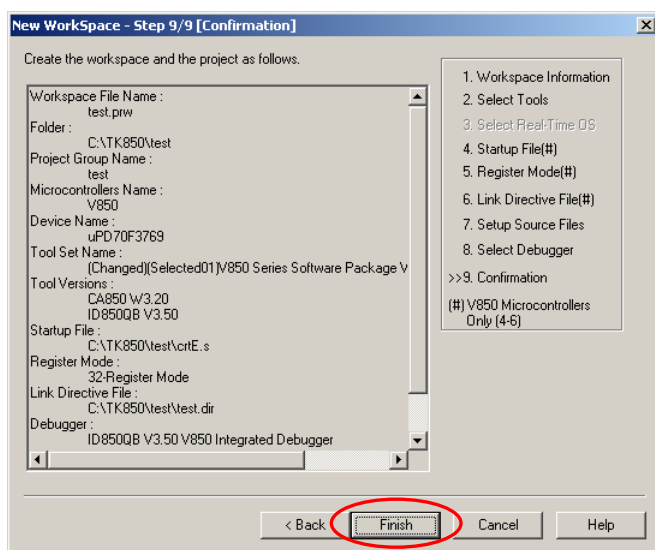 New WorkSpace - Step 9/9 [Confirmation]
Create the workspace and the project as follows.
Workspace File Name :
test.prw
Folder :
C:\TK850\test
Project Group Name :
test
Microcontrollers Name :
V850
Device Name :
uPD70F3769
Tool Set Name :
(Changed)(Selected01)V850 Series Software Package V
Tool Versions :
CA850 W3.20
ID850QB V3.50
Startup File :
C:\TK850\test\crtE.s
Register Mode :
32-Register Mode
Link Directive File :
C:\TK850\test\test.dir
Debugger :
ID850QB V3.50 V850 Integrated Debugger
1. Workspace Information
2. Select Tools
3. Select Real-Time OS
4. Startup File(#)
5. Register Mode(#)
6. Link Directive File(#)
7. Setup Source Files
8. Select Debugger
>>9. Confirmation
(#) V850 Microcontrollers
Only (4-6)
< Back
Finish
Cancel
Help